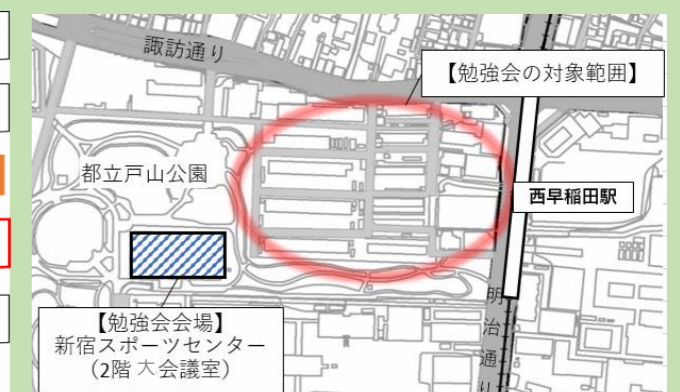 諏訪通り
【勉強会の対象範囲】
都立戸山公園
西早稲田駅
【勉強会会場】
新宿スポーツセンター
（2階 大会議室）
明治通り